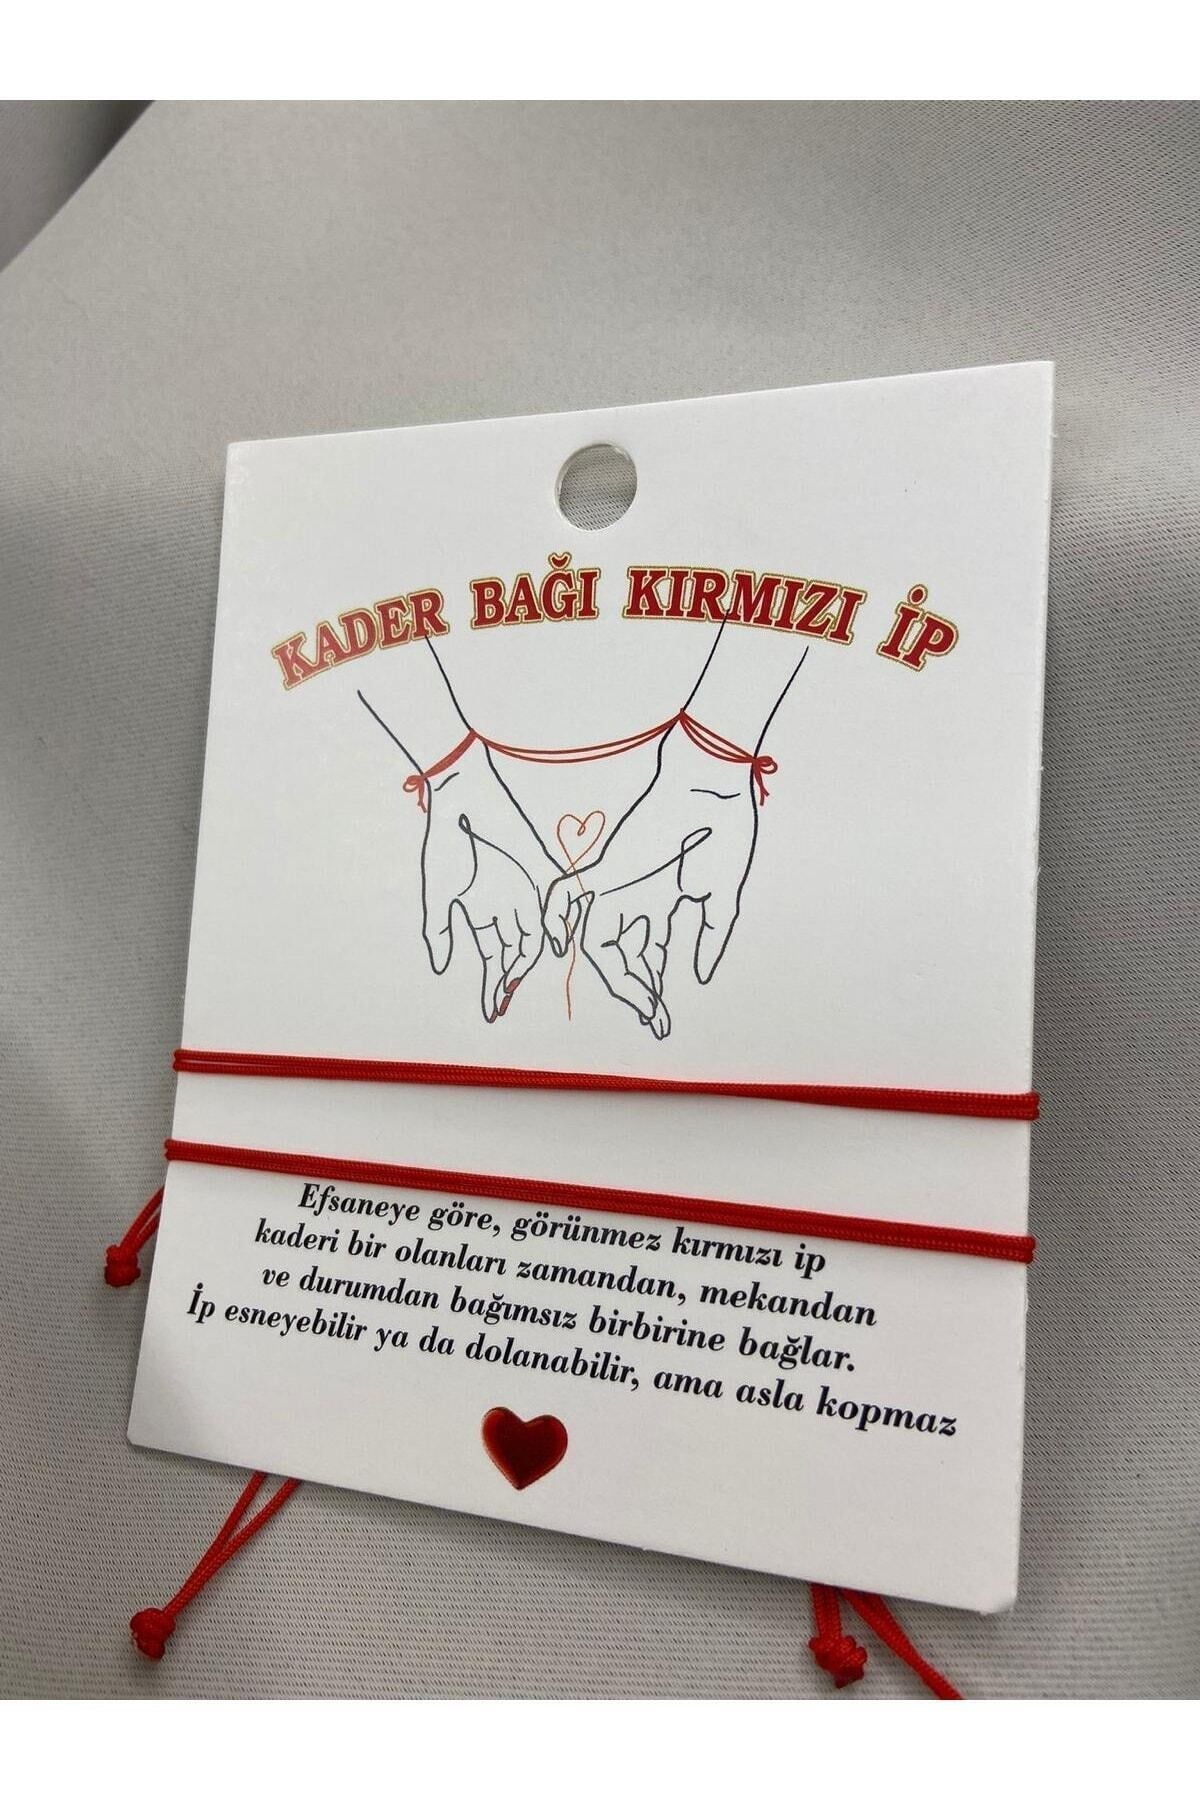 KADER BAĞI KIRMIZI İP
Efsaneye göre, görünmez kırmızı ip
kaderi bir olanları zamandan, mekandan
ve durumdan bağımsız birbirine bağlar.
İp esneyebilir ya da dolanabilir, ama asla kopmaz